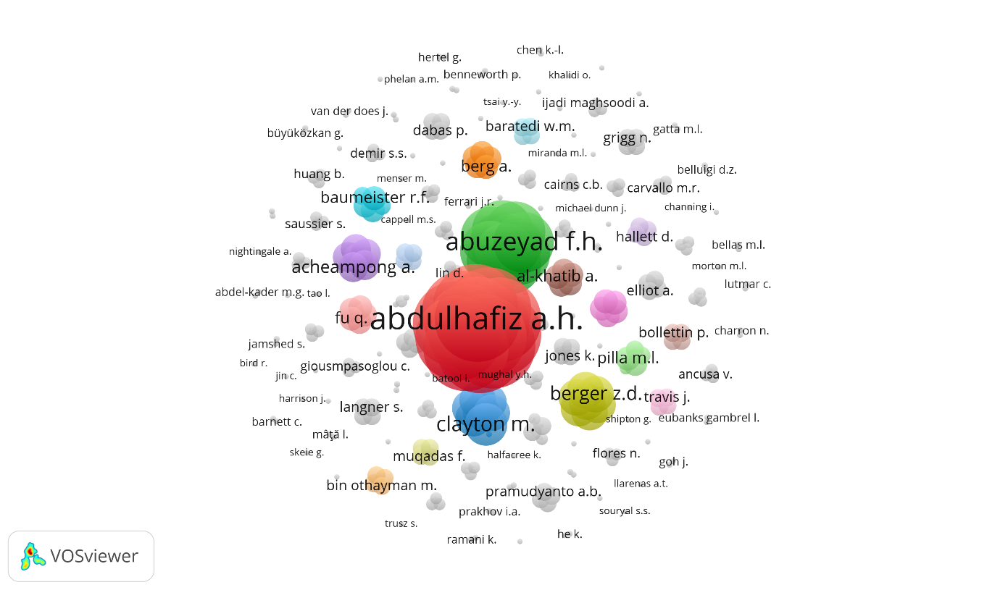 chen k.-l.
hertel g.
benneworth p.
khalidi o.
phelan a.m.
tsai y.-y.
ijadi maghsoodi a.
van der does j.
baratedi w.m.
dabas p.
gatta m.l.
büyüközkan g.
grigg n.
demir s.s.
miranda m.l.
berg a.
belluigi d.z.
huang b.
menser m.
cairns c.b.
carvallo m.r.
baumeister r.f.
ferrari j.r.
michael dunn j.
channing i.
cappell m.s.
saussier s.
hallett d.
abuzeyad f.h.
bellas m.l.
nightingale a.
acheampong a.
morton m.l.
lin d.
al-khatib a.
lutmar c.
elliot a.
abdel-kader m.g.
tao l.
fu q.
abdulhafiz a.h.
charron n.
bollettin p.
jamshed s.
jones k.
pilla m.l.
bird r.
giousmpasoglou c.
ancusa v.
jin c.
batool i.
mughal y.h.
berger z.d.
travis j.
harrison j.
langner s.
eubanks gambrel l.
shipton g.
barnett c.
clayton m.
mâţă l.
skeie g.
muqadas f.
halfacree k.
flores n.
goh j.
llarenas a.t.
bin othayman m.
pramudyanto a.b.
prakhov i.a.
souryal s.s.
trusz s.
he k.
ramani k.
VOSviewer